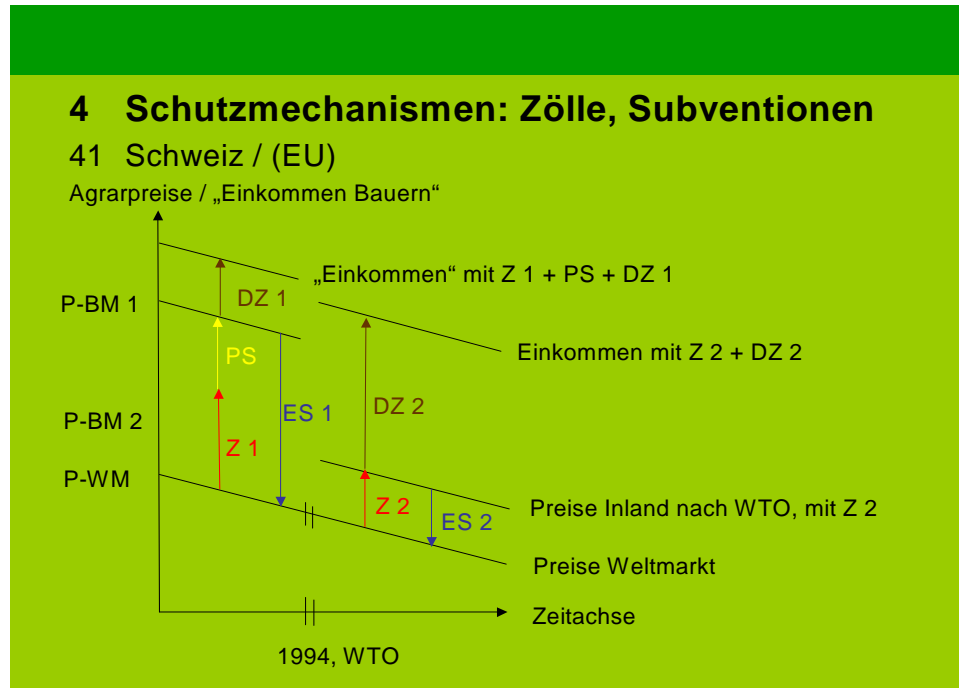 4 Schutzmechanismen: Zölle, Subventionen
41 Schweiz / (EU)
Agrarpreise / „Einkommen Bauern“
„Einkommen“ mit Z 1 + PS + DZ 1
P-BM 1
DZ 1
PS
Einkommen mit Z 2 + DZ 2
P-BM 2
ES 1
DZ 2
Z 1
P-WM
Z 2
ES 2
Preise Inland nach WTO, mit Z 2
Preise Weltmarkt
Zeitachse
1994, WTO